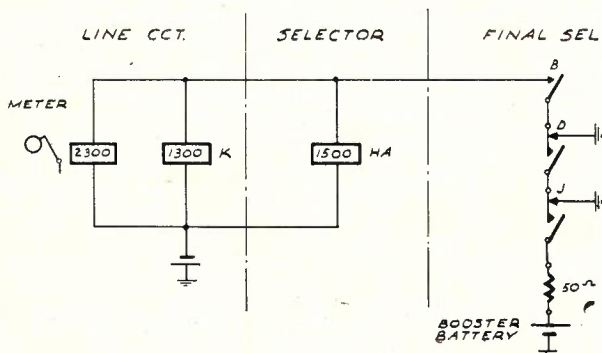 LINE CCT.
SELECTOR
FINAL SEL
B
METER
D
2300
1300
K
1500
HA
J
50Ω
BOOSTER
BATTERY